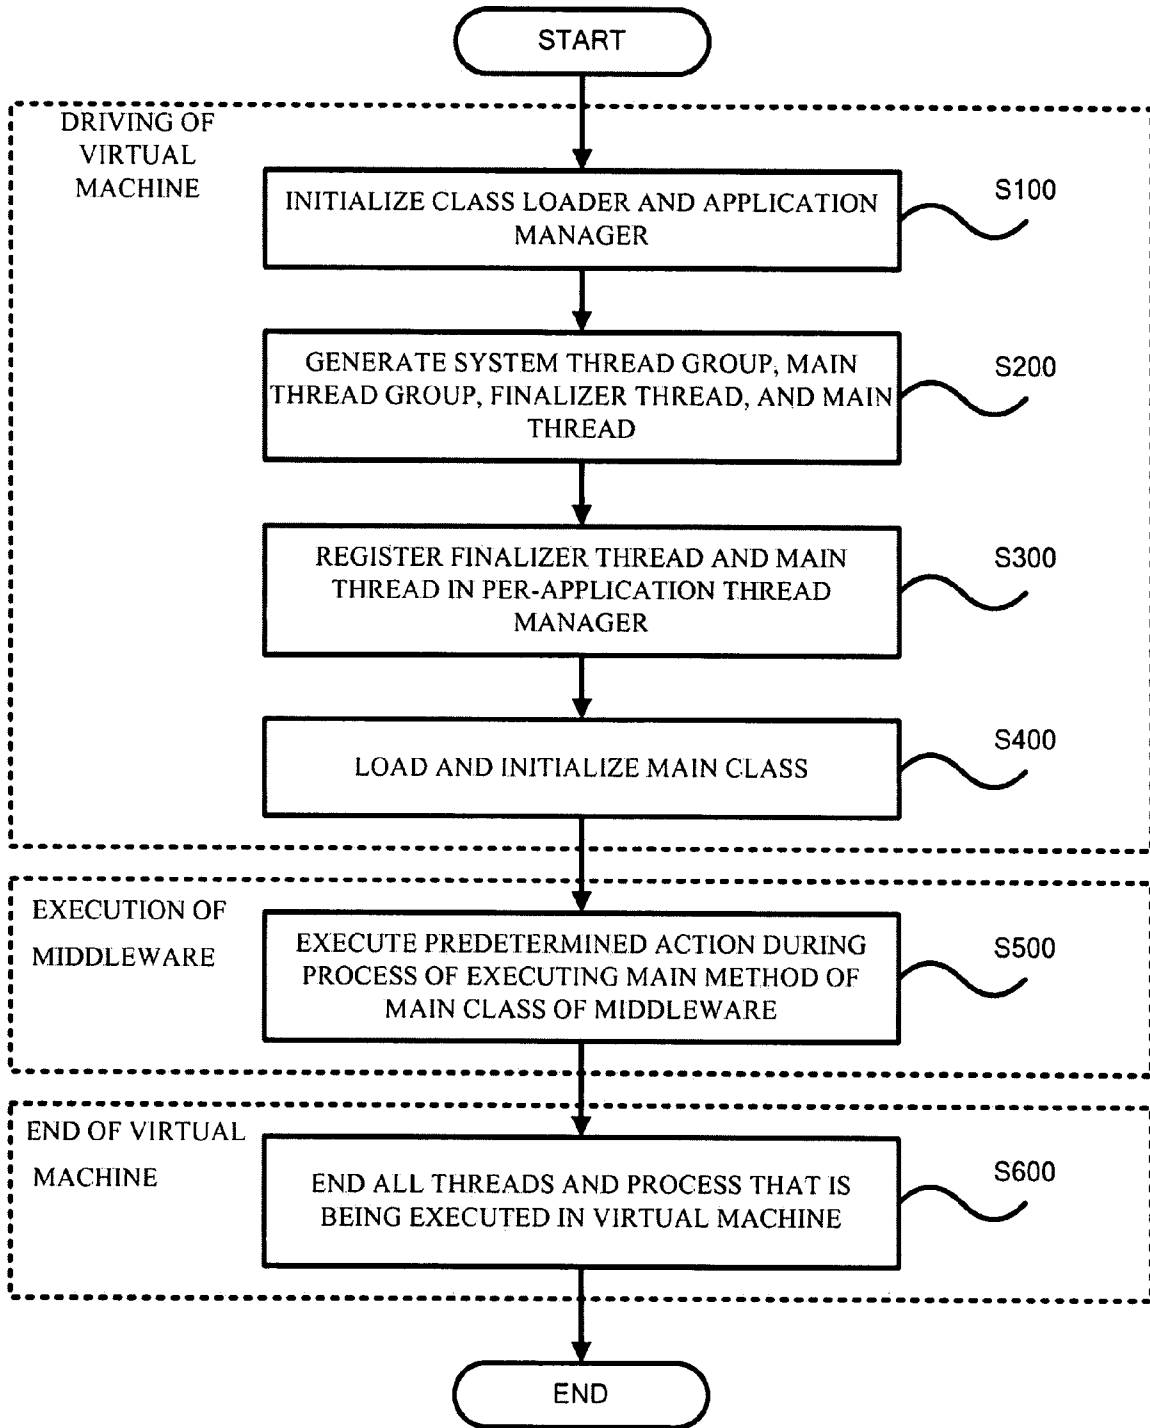 START
DRIVING OF
VIRTUAL
MACHINE
INITIALIZE CLASS LOADER AND APPLICATION
MANAGER
S100
GENERATE SYSTEM THREAD GROUP, MAIN
THREAD GROUP, FINALIZER THREAD, AND MAIN
THREAD
S200
REGISTER FINALIZER THREAD AND MAIN
THREAD IN PER-APPLICATION THREAD
MANAGER
S300
LOAD AND INITIALIZE MAIN CLASS
S400
EXECUTION OF
MIDDLEWARE
EXECUTE PREDETERMINED ACTION DURING
PROCESS OF EXECUTING MAIN METHOD OF
MAIN CLASS OF MIDDLEWARE
S500
END OF VIRTUAL
MACHINE
END ALL THREADS AND PROCESS THAT IS
BEING EXECUTED IN VIRTUAL MACHINE
S600
END